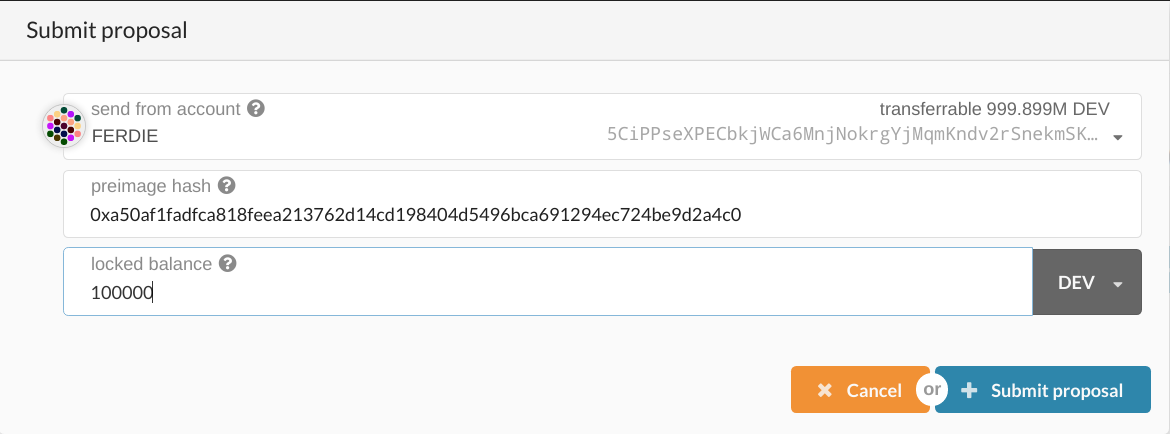 Submit proposal
send from account ?
transferrable 999.899M DEV
FERDIE
5CiPPseXPECbkjWCa6MnjNokrgYjMqmKndv2rSnekmSK…
preimage hash ?
0xa50af1fadfca818feea213762d14cd198404d5496bca691294ec724be9d2a4c0
locked balance ?
100000
DEV
Cancel or Submit proposal